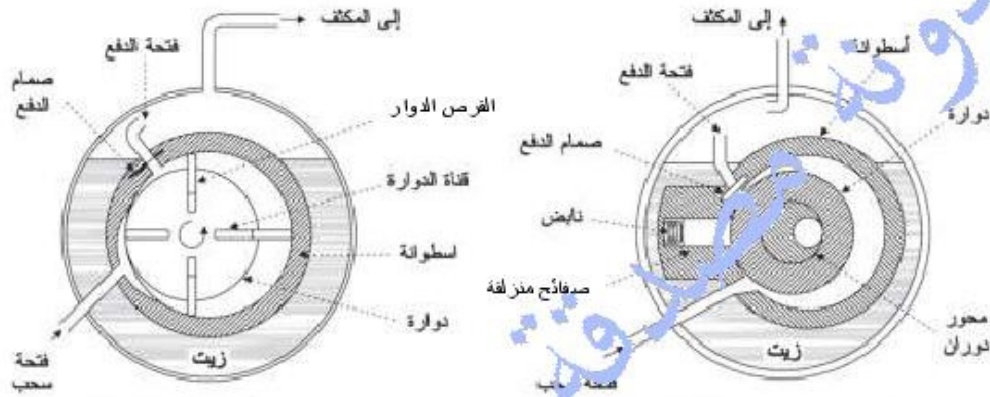 إلى المكثف
فتحة الدفع
صمام
الدفع
القرص الدوار
قناة الدوارة
اسطوانة
دوارة
زيت
فتحة
سحب
إلى المكثف
أسطوانة
فتحة الدفع
دوارة
صمام الدفع
نابض
صفائح منزلقة
محور
دوران
زيت